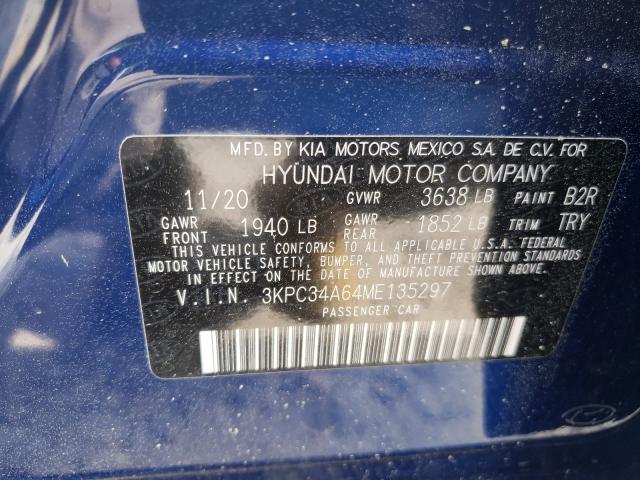 MFD. BY KIA MOTORS MEXICO S.A. DE C.V. FOR
HYUNDAI MOTOR COMPANY
11/20 GVWR 3638 LB PAINT B2R
GAWR FRONT 1940 LB GAWR REAR 1852 LB TRIM TRY
THIS VEHICLE CONFORMS TO ALL APPLICABLE U.S.A. FEDERAL
MOTOR VEHICLE SAFETY, BUMPER, AND THEFT PREVENTION STANDARDS
IN EFFECT ON THE DATE OF MANUFACTURE SHOWN ABOVE.
V.I.N. 3KPC34A64ME135297
PASSENGER CAR